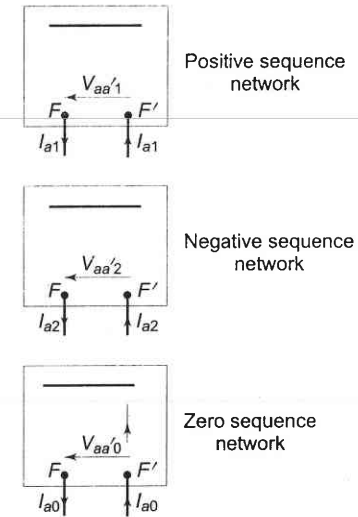 V_aa'1
F F'
I_a1 I_a1
Positive sequence
network
V_aa'2
F F'
I_a2 I_a2
Negative sequence
network
V_aa'0
F F'
I_a0 I_a0
Zero sequence
network